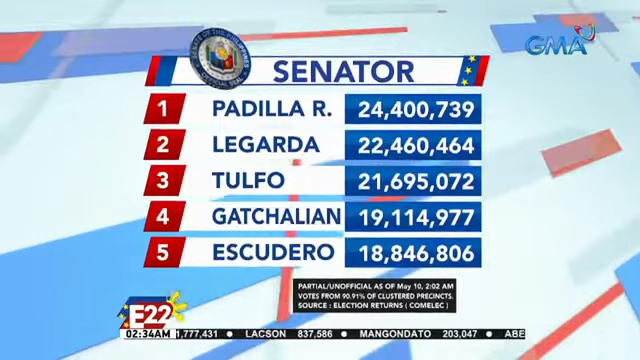 GMA
SENATOR
1 PADILLA R. 24,400,739
2 LEGARDA 22,460,464
3 TULFO 21,695,072
4 GATCHALIAN 19,114,977
5 ESCUDERO 18,846,806
PARTIAL/UNOFFICIAL AS OF May 10, 2:02 AM
VOTES FROM 90.91% OF CLUSTERED PRECINCTS.
SOURCE : ELECTION RETURNS ( COMELEC )
E22
02:34AM 1,777,431 - LACSON 837,586 - MANGONDATO 203,047 - ABE